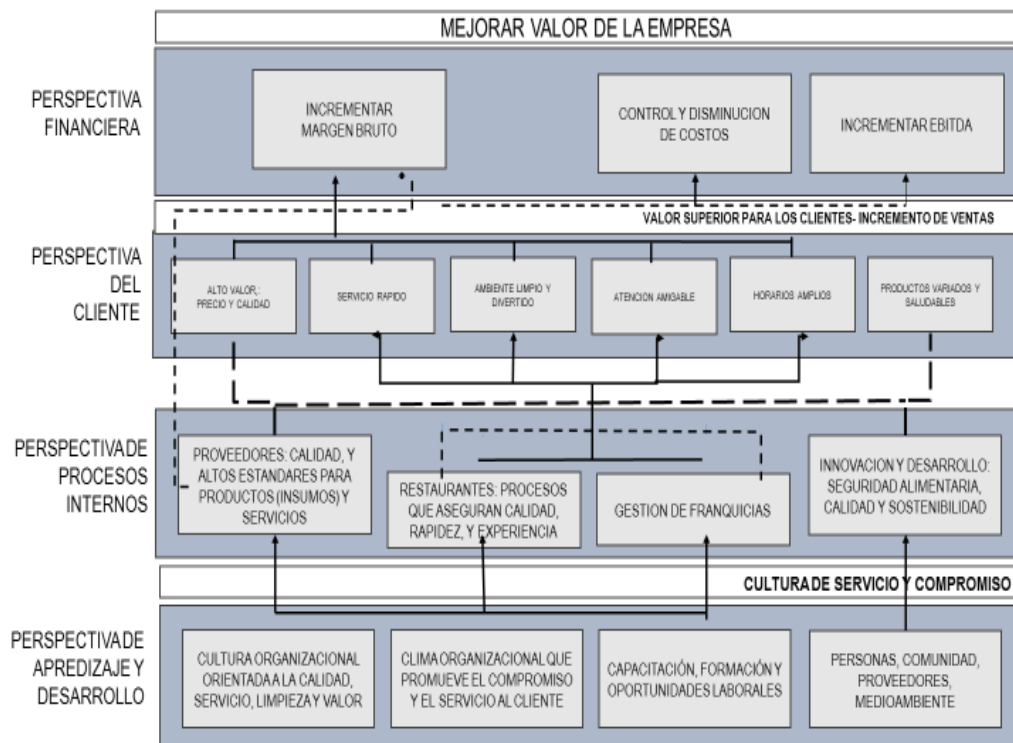 MEJORAR VALOR DE LA EMPRESA
PERSPECTIVA
FINANCIERA
INCREMENTAR
MARGEN BRUTO
CONTROL Y DISMINUCION
DE COSTOS
INCREMENTAR EBITDA
VALOR SUPERIOR PARA LOS CLIENTES- INCREMENTO DE VENTAS
PERSPECTIVA
DEL
CLIENTE
ALTO VALOR,:
PRECIO Y CALIDAD
SERVICIO RAPIDO
AMBIENTE LIMPIO Y
DIVERTIDO
ATENCION AMIGABLE
HORARIOS AMPLIOS
PRODUCTOS VARIADOS Y
SALUDABLES
PERSPECTIVA DE
PROCESOS
INTERNOS
PROVEEDORES: CALIDAD, Y
ALTOS ESTANDARES PARA
PRODUCTOS (INSUMOS) Y
SERVICIOS
RESTAURANTES: PROCESOS
QUE ASEGURAN CALIDAD,
RAPIDEZ, Y EXPERIENCIA
GESTION DE FRANQUICIAS
INNOVACION Y DESARROLLO:
SEGURIDAD ALIMENTARIA,
CALIDAD Y SOSTENIBILIDAD
CULTURA DE SERVICIO Y COMPROMISO
PERSPECTIVA DE
APREDIZAJE Y
DESARROLLO
CULTURA ORGANIZACIONAL
ORIENTADA A LA CALIDAD,
SERVICIO, LIMPIEZA Y VALOR
CLIMA ORGANIZACIONAL QUE
PROMUEVE EL COMPROMISO
Y EL SERVICIO AL CLIENTE
CAPACITACIÓN, FORMACIÓN Y
OPORTUNIDADES LABORALES
PERSONAS, COMUNIDAD,
PROVEEDORES,
MEDIOAMBIENTE